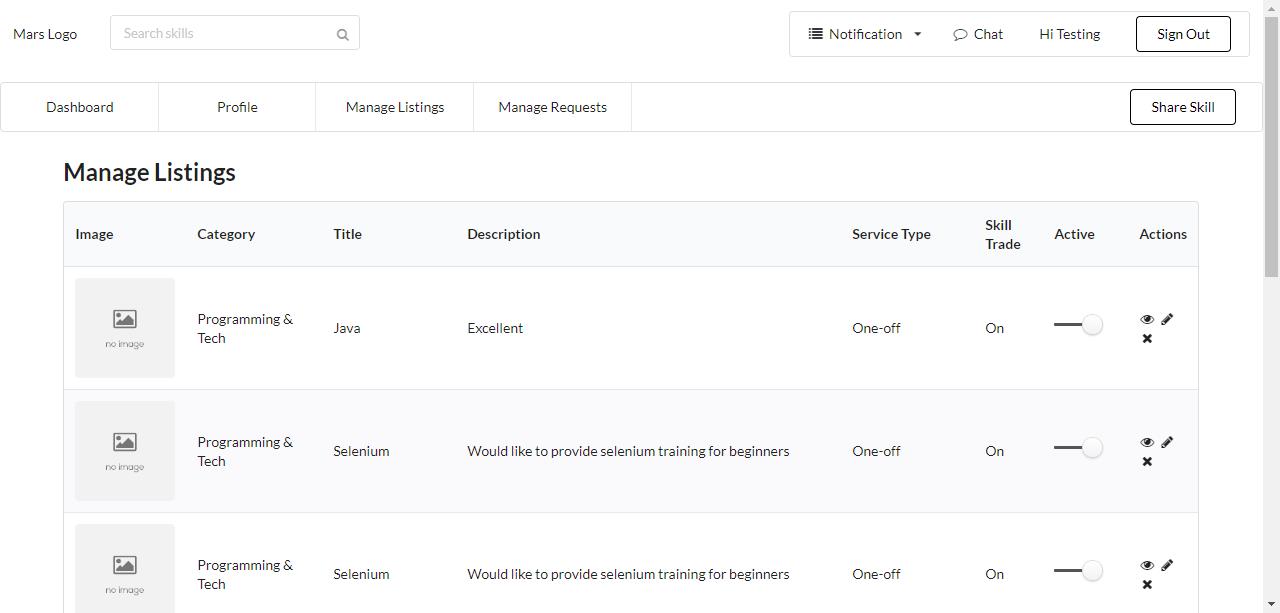 Mars Logo
Search skills
Notification
Chat
Hi Testing
Sign Out
Dashboard
Profile
Manage Listings
Manage Requests
Share Skill
Manage Listings
Image
Category
Title
Description
Service Type
Skill
Trade
Active
Actions
no image
Programming &
Tech
Java
Excellent
One-off
On
no image
Programming &
Tech
Selenium
Would like to provide selenium training for beginners
One-off
On
no image
Programming &
Tech
Selenium
Would like to provide selenium training for beginners
One-off
On